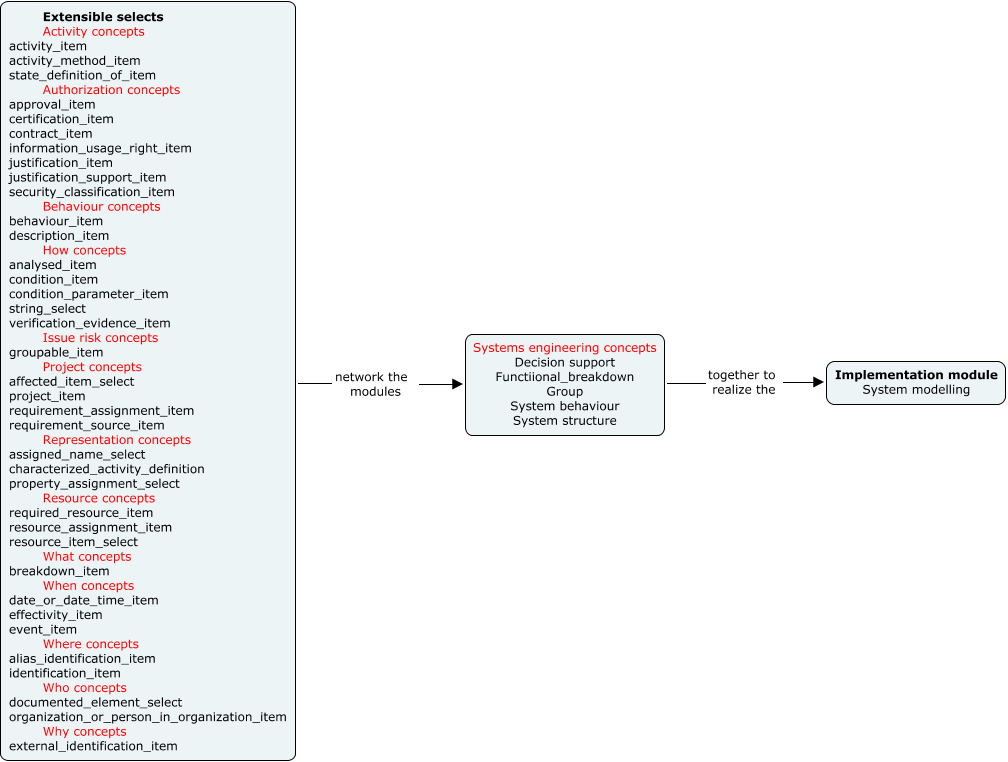 Extensible selects
Activity concepts
activity_item
activity_method_item
state_definition_of_item
Authorization concepts
approval_item
certification_item
contract_item
information_usage_right_item
justification_item
justification_support_item
security_classification_item
Behaviour concepts
behaviour_item
description_item
How concepts
analysed_item
condition_item
condition_parameter_item
string_select
verification_evidence_item
Issue risk concepts
groupable_item
Project concepts
affected_item_select
project_item
requirement_assignment_item
requirement_source_item
Representation concepts
assigned_name_select
characterized_activity_definition
property_assignment_select
Resource concepts
required_resource_item
resource_assignment_item
resource_item_select
What concepts
breakdown_item
When concepts
date_or_date_time_item
effectivity_item
event_item
Where concepts
alias_identification_item
identification_item
Who concepts
documented_element_select
organization_or_person_in_organization_item
Why concepts
external_identification_item
network the
modules
Systems engineering concepts
Decision support
Functiional_breakdown
Group
System behaviour
System structure
together to
realize the
Implementation module
System modelling